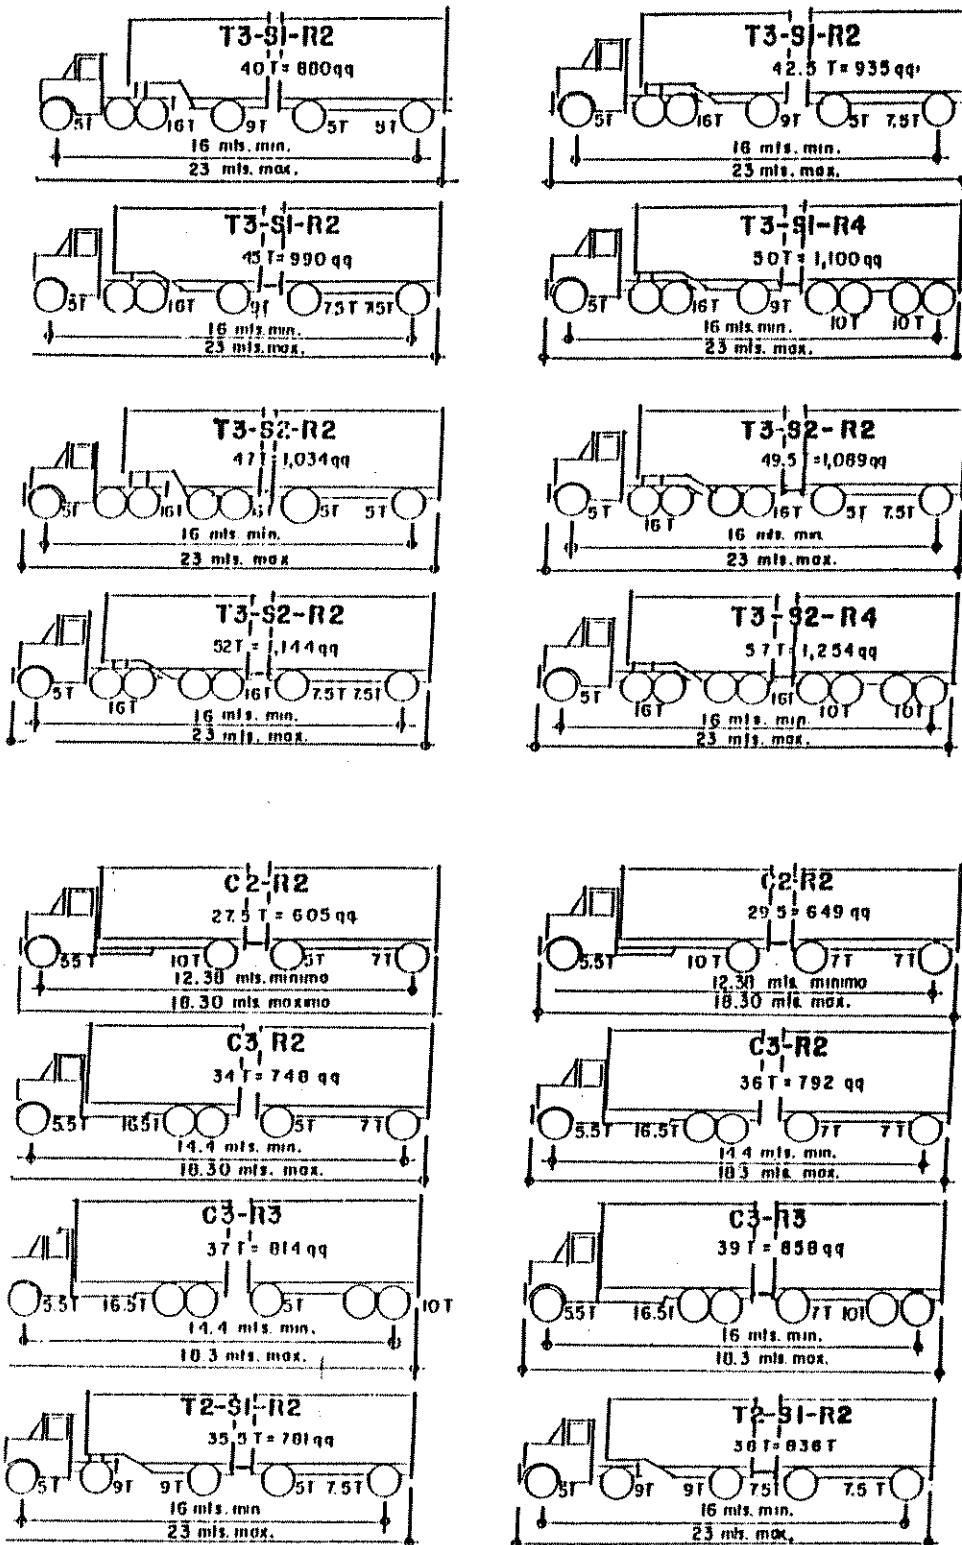 T3-S1-R2
40 T = 880 qq
5T 16T 9T 5T 5T
16 mts. min.
23 mts. max.
T3-S1-R2
42.5 T = 935 qq
5T 16T 9T 5T 7.5T
16 mts. min.
23 mts. max.
T3-S1-R2
45 T = 990 qq
5T 16T 9T 7.5T 7.5T
16 mts. min.
23 mts. max.
T3-S1-R4
50 T = 1,100 qq
5T 16T 9T 10T 10T
16 mts. min.
23 mts. max.
T3-S2-R2
47 T = 1,034 qq
5T 16T 5T 5T
16 mts. min.
23 mts. max
T3-S2-R2
49.5 T = 1,089 qq
5T 16T 16T 5T 7.5T
16 mts. min
23 mts. max.
T3-S2-R2
52 T = 1,144 qq
5T 16T 16T 7.5T 7.5T
16 mts. min.
23 mts. max.
T3-S2-R4
57 T = 1,254 qq
5T 16T 16T 10T 10T
16 mts. min.
23 mts. max.
C2-R2
27.5 T = 605 qq
5.5 T 10T 5T 7T
12.38 mts. minimo
18.30 mts. maximo
C2-R2
29.5 = 649 qq
5.5T 10T 7T 7T
12.38 mts. minimo
18.30 mts. max.
C3 R2
34 T = 748 qq
5.5T 16.5T 5T 7T
14.4 mts. min.
18.30 mts. max.
C3-R2
36 T = 792 qq
5.5T 16.5T 7T 7T
14.4 mts. min.
18.3 mts. max.
C3-R3
37 T = 814 qq
5.5T 16.5T 5T 10T
14.4 mts. min.
18.3 mts. max.
C3-R3
39 T = 858 qq
5.5T 16.5T 7T 10T
16 mts. min.
18.3 mts. max.
T2-S1-R2
35.5 T = 781 qq
5T 9T 9T 5T 7.5T
16 mts. min
23 mts. max.
T2-S1-R2
38 T = 836 T
5T 9T 9T 7.5 7.5 T
16 mts. min.
23 mts. max.